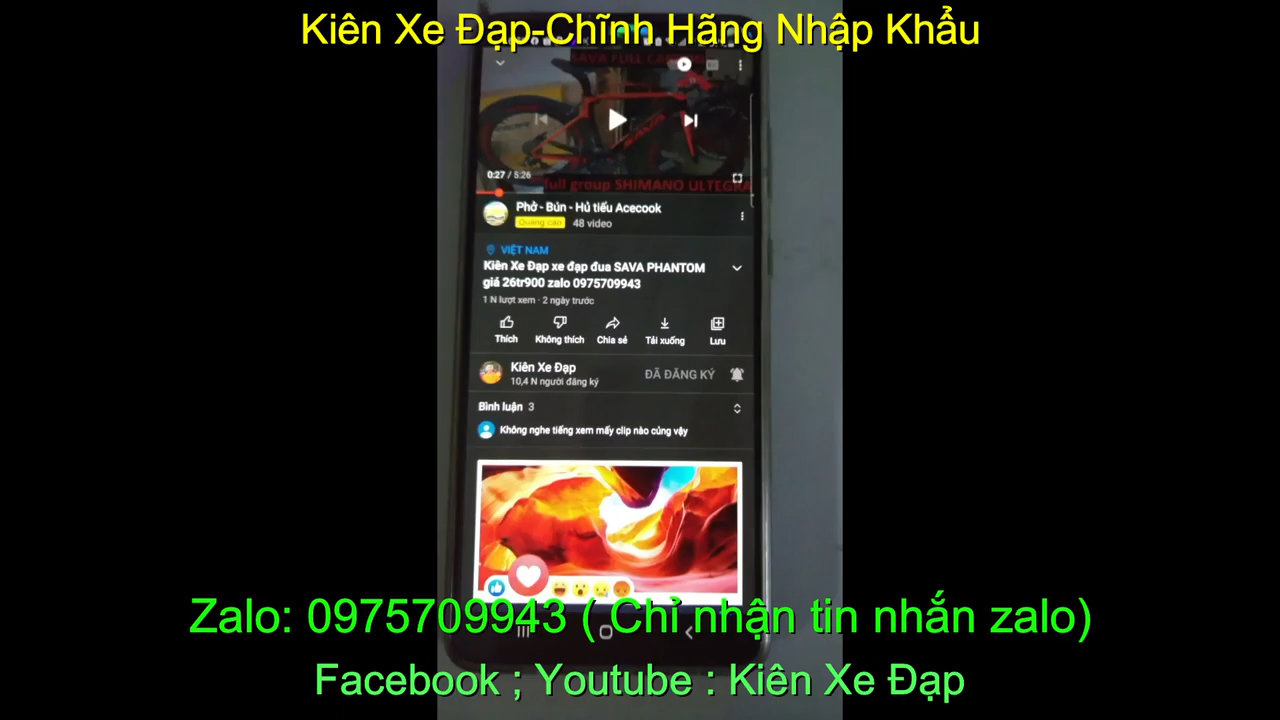 Kiên Xe Đạp-Chĩnh Hãng Nhập Khẩu
SAVA FULL CARBON
SAVA
0:27 / 5:26
full group SHIMANO ULTEGRA
Phở - Bún - Hủ tiếu Acecook
Quảng cáo 48 video
VIỆT NAM
Kiên Xe Đạp xe đạp đua SAVA PHANTOM
giá 26tr900 zalo 0975709943
1 N lượt xem · 2 ngày trước
Thích Không thích Chia sẻ Tải xuống Lưu
Kiên Xe Đạp
10,4 N người đăng ký
ĐÃ ĐĂNG KÝ
Bình luận 3
Không nghe tiếng xem mấy clip nào củng vậy
Zalo: 0975709943 ( Chỉ nhận tin nhắn zalo)
Facebook ; Youtube : Kiên Xe Đạp